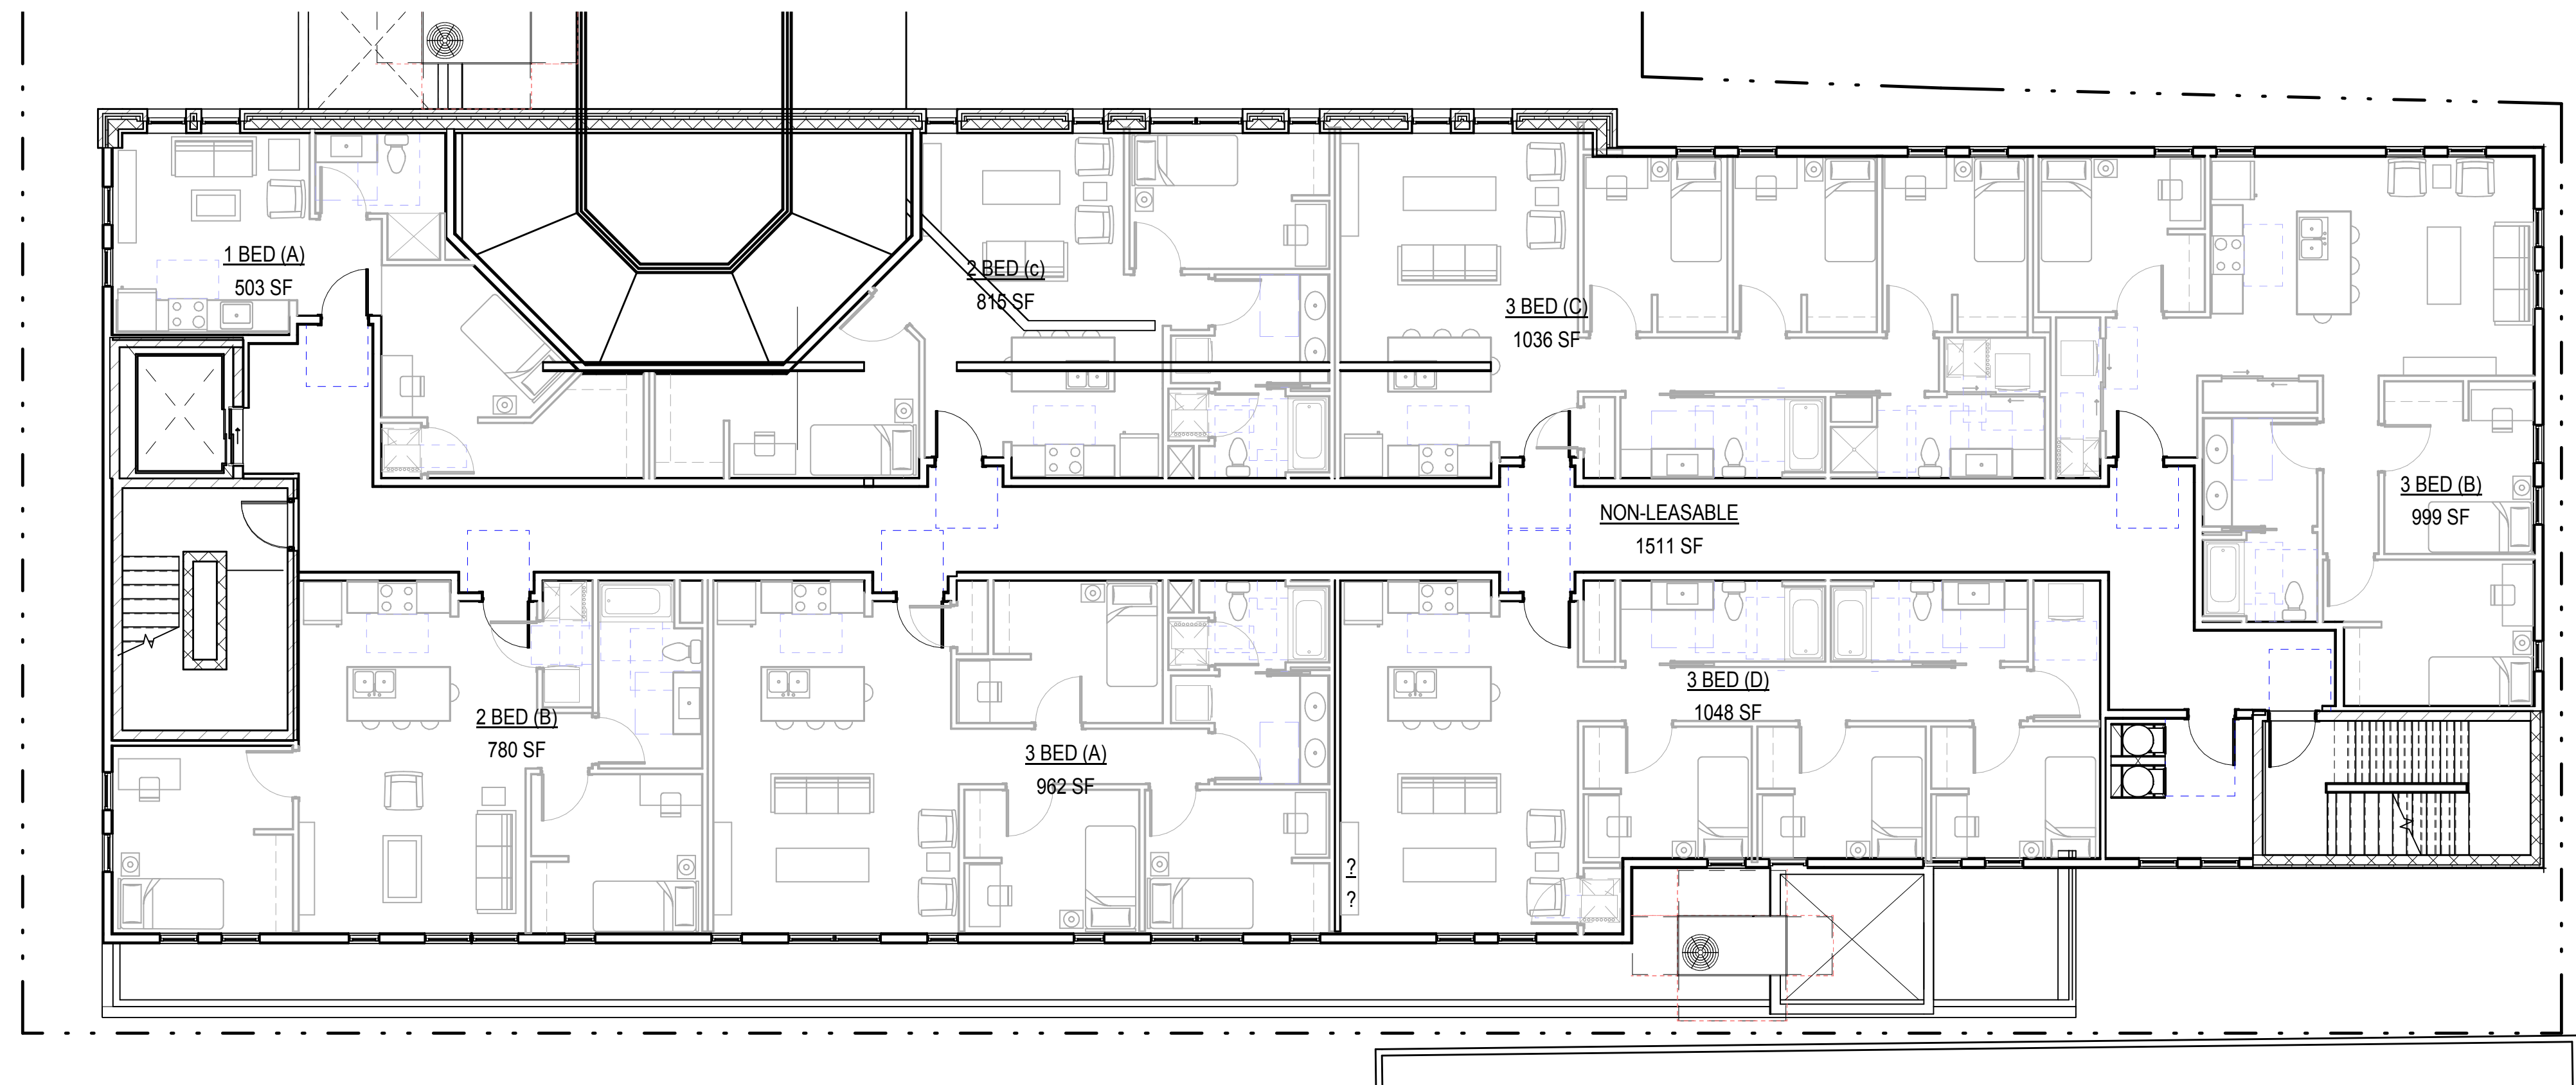 1 BED (A)
503 SF
2 BED (c)
815 SF
3 BED (C)
1036 SF
3 BED (B)
999 SF
NON-LEASABLE
1511 SF
2 BED (B)
780 SF
3 BED (A)
962 SF
3 BED (D)
1048 SF
?
?